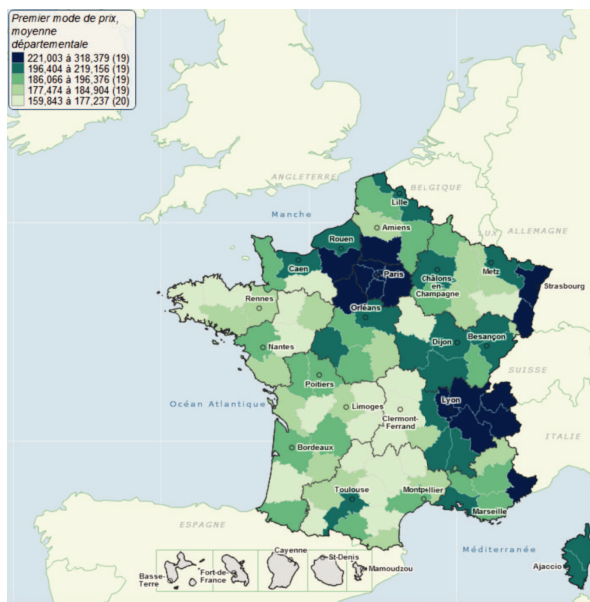 Premier mode de prix,
moyenne
départementale
221,003 à 318,379 (19)
196,404 à 219,156 (19)
186,066 à 196,376 (19)
177,474 à 184,904 (19)
159,843 à 177,237 (20)
ANGLETERRE
BELGIQUE
Lille
Manche
Amiens
LUX
ALLEMAGNE
Rouen
Caen
Paris
Metz
Châlons-
en-
Champagne
Strasbourg
Rennes
Orléans
Dijon
Besançon
Nantes
SUISSE
Poitiers
Océan Atlantique
Limoges
Clermont-
Ferrand
Lyon
ITALIE
Bordeaux
Toulouse
Montpellier
Marseille
ESPAGNE
Méditerranée
Cayenne
St-Denis
Basse-
Terre
Fort-de-
France
Mamoudzou
Ajaccio